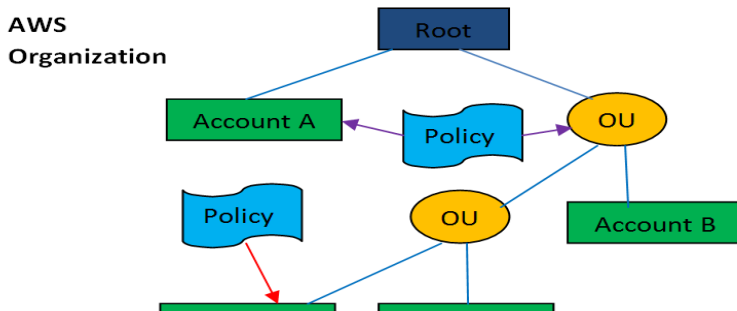 AWS
Organization
Root
Account A
Policy
OU
Policy
OU
Account B